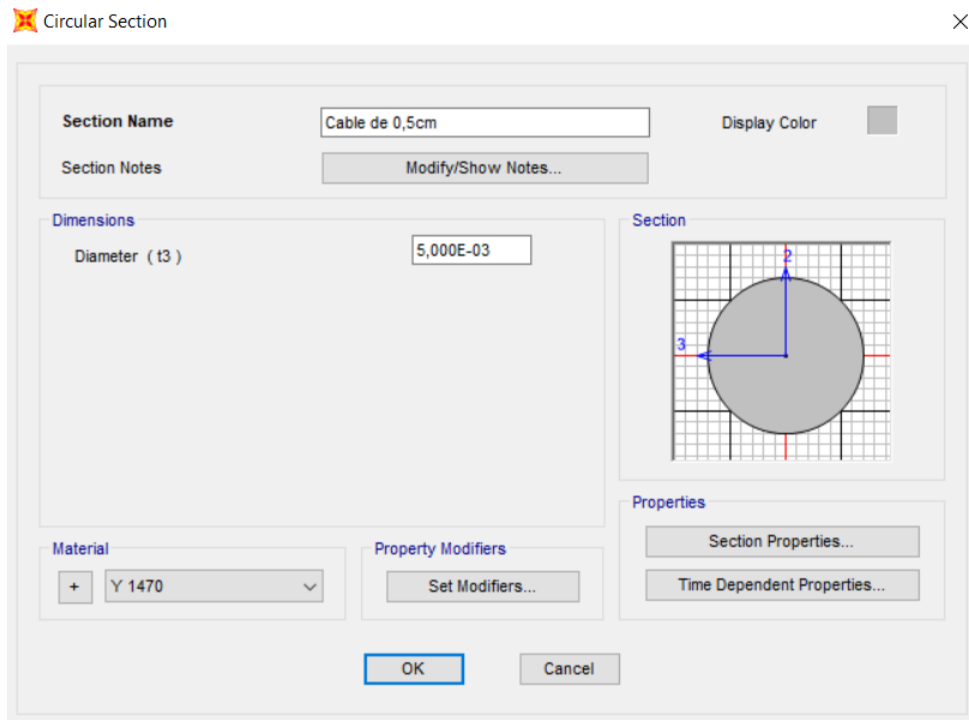 Circular Section
Section Name
Cable de 0,5cm
Display Color
Section Notes
Modify/Show Notes...
Dimensions
Diameter ( t3 )
5,000E-03
Section
2
3
Properties
Section Properties...
Time Dependent Properties...
Material
+
Y 1470
Property Modifiers
Set Modifiers...
OK
Cancel